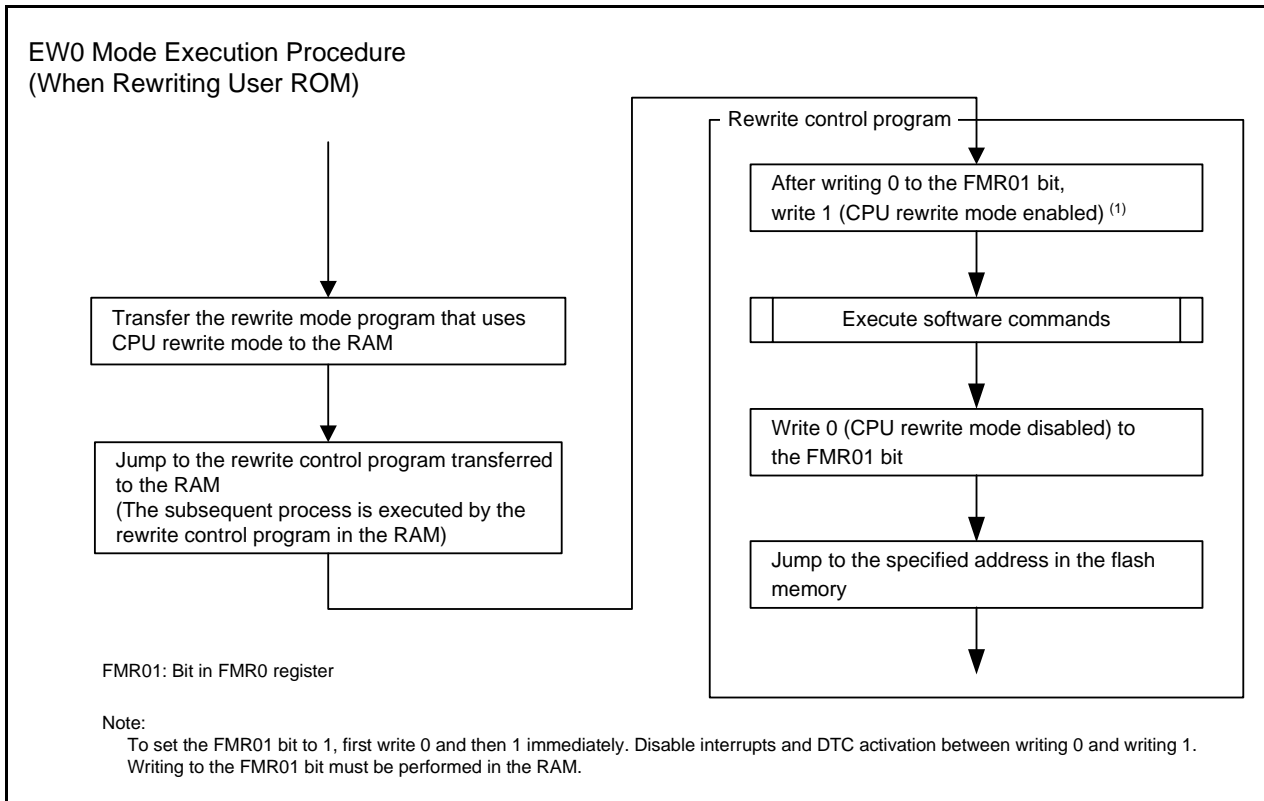 EW0 Mode Execution Procedure
(When Rewriting User ROM)
Transfer the rewrite mode program that uses
CPU rewrite mode to the RAM
Jump to the rewrite control program transferred
to the RAM
(The subsequent process is executed by the
rewrite control program in the RAM)
Rewrite control program
After writing 0 to the FMR01 bit,
write 1 (CPU rewrite mode enabled) (1)
Execute software commands
Write 0 (CPU rewrite mode disabled) to
the FMR01 bit
Jump to the specified address in the flash
memory
FMR01: Bit in FMR0 register
Note:
To set the FMR01 bit to 1, first write 0 and then 1 immediately. Disable interrupts and DTC activation between writing 0 and writing 1.
Writing to the FMR01 bit must be performed in the RAM.